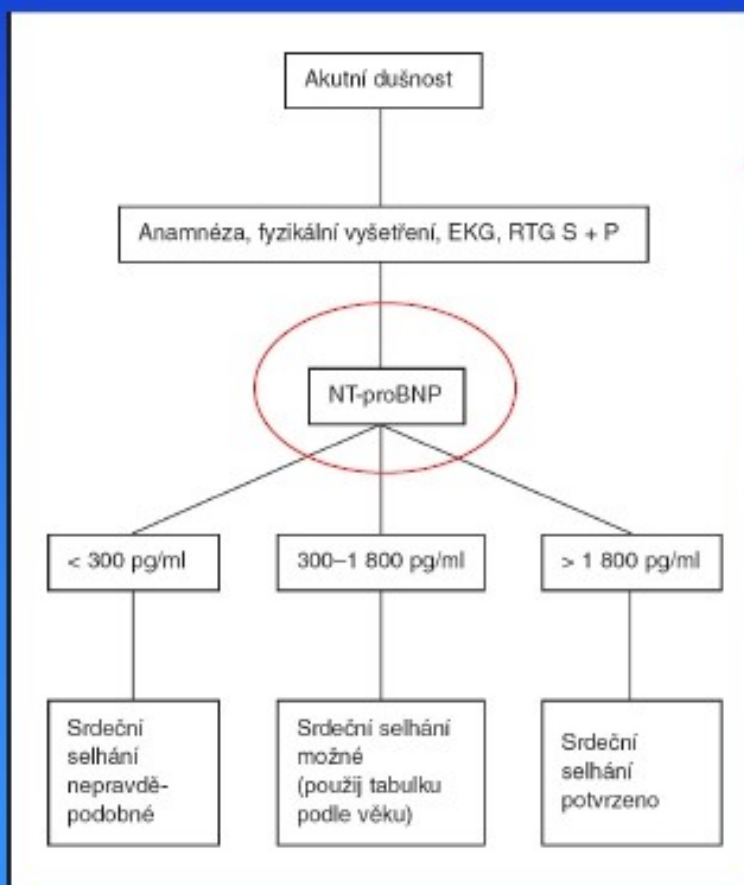 Akutní dušnost
Anamnéza, fyzikální vyšetření, EKG, RTG S + P
NT-proBNP
< 300 pg/ml
300–1 800 pg/ml
> 1 800 pg/ml
Srdeční
selhání
nepravdě-
podobné
Srdeční selhání
možné
(použij tabulku
podle věku)
Srdeční
selhání
potvrzeno